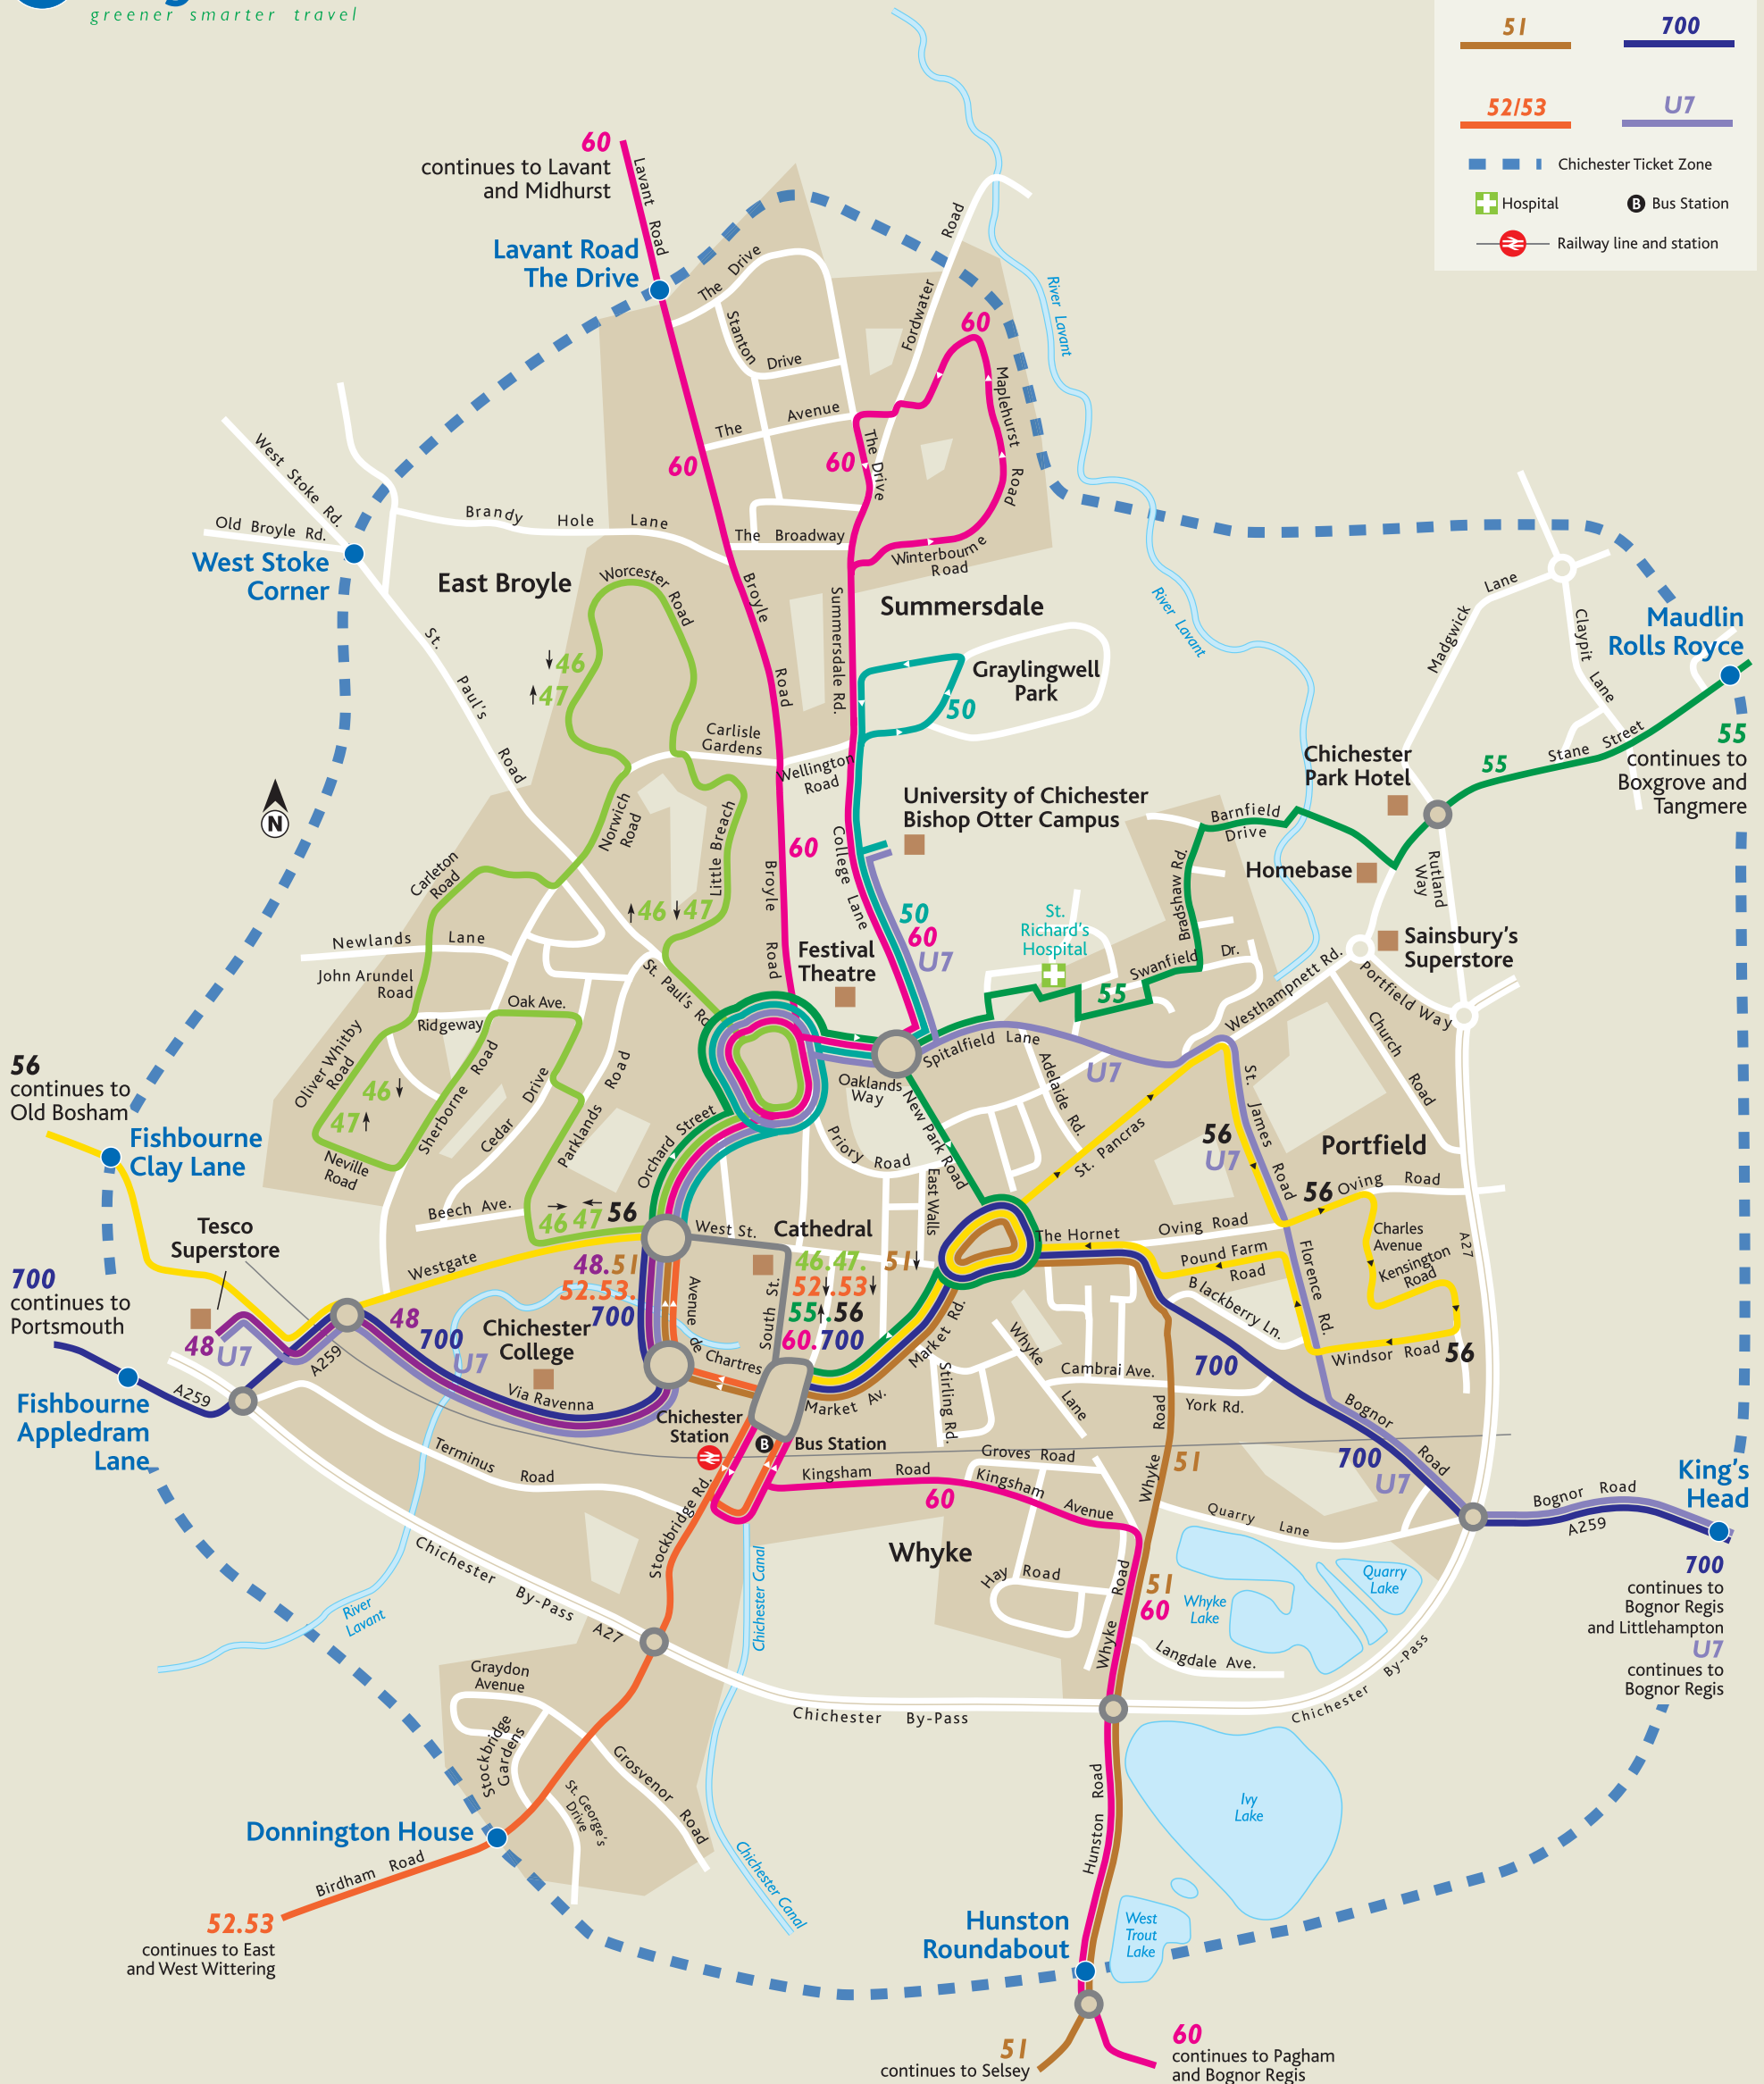 greener smarter travel
51
700
52/53
U7
Chichester Ticket Zone
Hospital
B Bus Station
Railway line and station
60
continues to Lavant
and Midhurst
Lavant Road
Lavant Road
The Drive
The Drive
Stanton Drive
Fordwater Road
River Lavant
60
Maplehurst Road
The Avenue
60
60
The Drive
West Stoke Rd.
Old Broyle Rd.
Brandy Hole Lane
The Broadway
Winterbourne
Road
West Stoke
Corner
East Broyle
Worcester Road
Broyle Road
Summersdale Rd.
Summersdale
River Lavant
Madgwick Lane
Claypit Lane
Maudlin
Rolls Royce
St. Paul's Road
46
47
Graylingwell
Park
50
Carlisle
Gardens
Wellington
Road
Chichester
Park Hotel
55
Stane Street
55
continues to
Boxgrove and
Tangmere
N
Norwich
Road
Little Breach
60
University of Chichester
Bishop Otter Campus
College Lane
Barnfield
Drive
Homebase
Rutland
Way
Carleton
Road
46 47
Broyle Road
50
60
U7
St.
Richard's
Hospital
Bradshaw Rd.
Swanfield Dr.
55
Sainsbury's
Superstore
Newlands Lane
John Arundel
Road
Festival
Theatre
St. Paul's Rd.
Westhampnett Rd.
Portfield Way
Oak Ave.
Ridgeway
Oliver Whitby
Road
Sherborne Road
Cedar Drive
Parklands Road
46
47
Neville
Road
Spitalfield Lane
Oaklands
Way
New Park Road
Adelaide Rd.
U7
Church Road
56
continues to
Old Bosham
Fishbourne
Clay Lane
Orchard Street
Priory Road
East Walls
St. Pancras
56
U7
St. James Road
Portfield
56
Oving Road
Beech Ave.
46 47 56
Tesco
Superstore
West St.
Cathedral
The Hornet
Oving Road
Charles
Avenue
Kensington
Road
A27
Westgate
48.51
52.53.
700
46.47.
52.53
55.56
60.700
51
Pound Farm
Road
Blackberry Ln.
Florence Rd.
700
continues to
Portsmouth
48
U7
48
700
U7
A259
Chichester
College
Avenue de Chartres
South St.
Market Rd.
Whyke Lane
Cambrai Ave.
700
Windsor Road
56
A259
Fishbourne
Appledram
Lane
Via Ravenna
Chichester
Station
B
Bus Station
Market Av.
Stirling Rd.
York Rd.
Bognor Road
Terminus Road
Stockbridge Rd.
Kingsham Road
60
Groves Road
Kingsham Avenue
Whyke Road
51
700
U7
King's
Head
Bognor Road
A259
Quarry Lane
Chichester By-Pass
A27
Chichester Canal
Whyke
Hay Road
Whyke Road
51
60
Whyke
Lake
Quarry
Lake
700
continues to
Bognor Regis
and Littlehampton
U7
continues to
Bognor Regis
River
Lavant
Graydon
Avenue
Stockbridge
Gardens
Langdale Ave.
Chichester By-Pass
Chichester By-Pass
Grosvenor Road
St. George's
Drive
Hunston Road
Ivy
Lake
Donnington House
Birdham Road
Chichester Canal
52.53
continues to East
and West Wittering
Hunston
Roundabout
West
Trout
Lake
51
continues to Selsey
60
continues to Pagham
and Bognor Regis